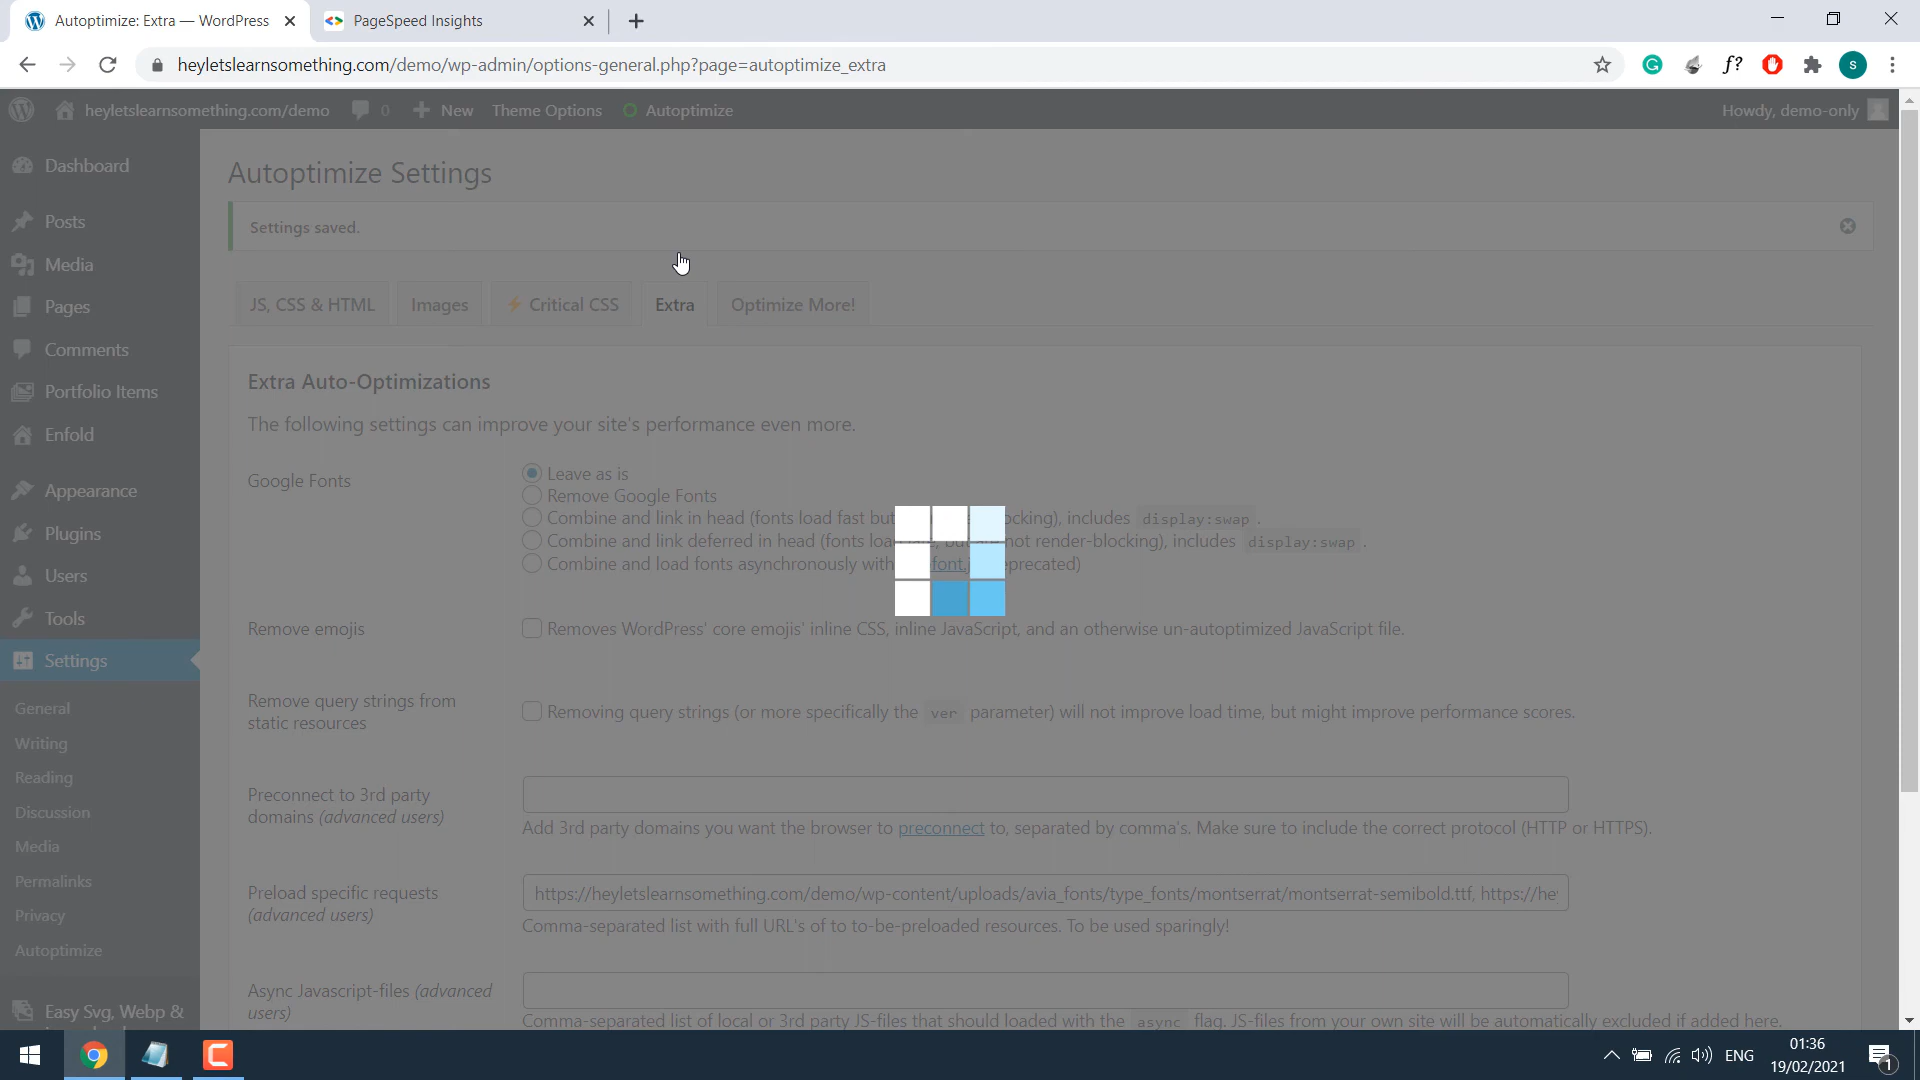 Autoptimize: Extra — WordPress
PageSpeed Insights
heyletslearnsomething.com/demo/wp-admin/options-general.php?page=autoptimize_extra
f?
S
heyletslearnsomething.com/demo
0
New
Theme Options
Autoptimize
Howdy, demo-only
Dashboard
Posts
Media
Pages
Comments
Portfolio Items
Enfold
Appearance
Plugins
Users
Tools
Settings
General
Writing
Reading
Discussion
Media
Permalinks
Privacy
Autoptimize
Easy Svg, Webp &
Autoptimize Settings
Settings saved.
JS, CSS & HTML
Images
Critical CSS
Extra
Optimize More!
Extra Auto-Optimizations
The following settings can improve your site's performance even more.
Google Fonts
Leave as is
Remove Google Fonts
Combine and link in head (fonts load fast but ocking), includes display:swap .
Combine and link deferred in head (fonts loa not render-blocking), includes display:swap .
Combine and load fonts asynchronously with font. precated)
Remove emojis
Removes WordPress' core emojis' inline CSS, inline JavaScript, and an otherwise un-autoptimized JavaScript file.
Remove query strings from
static resources
Removing query strings (or more specifically the ver parameter) will not improve load time, but might improve performance scores.
Preconnect to 3rd party
domains (advanced users)
Add 3rd party domains you want the browser to preconnect to, separated by comma's. Make sure to include the correct protocol (HTTP or HTTPS).
Preload specific requests
(advanced users)
https://heyletslearnsomething.com/demo/wp-content/uploads/avia_fonts/type_fonts/montserrat/montserrat-semibold.ttf, https://he
Comma-separated list with full URL's of to to-be-preloaded resources. To be used sparingly!
Async Javascript-files (advanced
users)
Comma-separated list of local or 3rd party JS-files that should loaded with the async flag. JS-files from your own site will be automatically excluded if added here.
ENG
01:36
19/02/2021
1